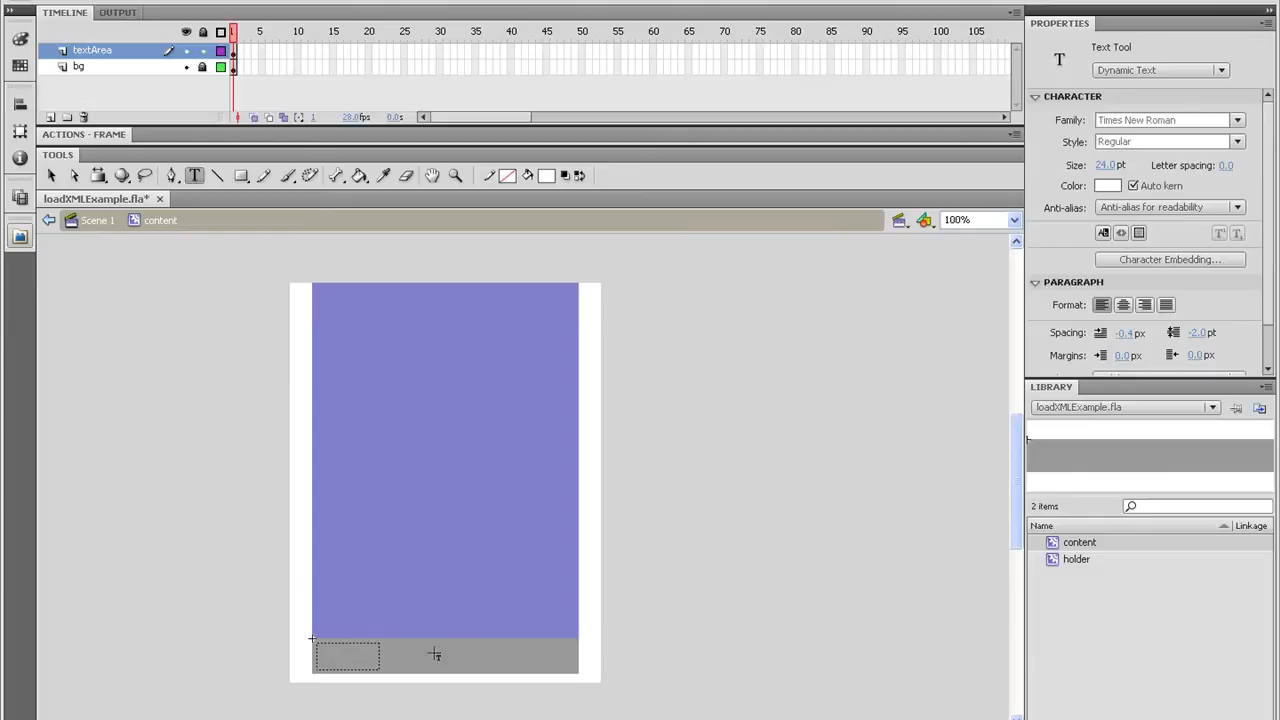 TIMELINE OUTPUT
1 5 10 15 20 25 30 35 40 45 50 55 60 65 70 75 80 85 90 95 100 105
textArea
bg
1 28.0fps 0.0s
ACTIONS - FRAME
TOOLS
T
loadXMLExample.fla*
Scene 1 content 100%
T
PROPERTIES
T Text Tool
Dynamic Text
CHARACTER
Family: Times New Roman
Style: Regular
Size: 24.0 pt Letter spacing: 0.0
Color: Auto kern
Anti-alias: Anti-alias for readability
Character Embedding...
PARAGRAPH
Format:
Spacing: -0.4 px -2.0 pt
Margins: 0.0 px 0.0 px
LIBRARY
loadXMLExample.fla
2 items
Name Linkage
content
holder